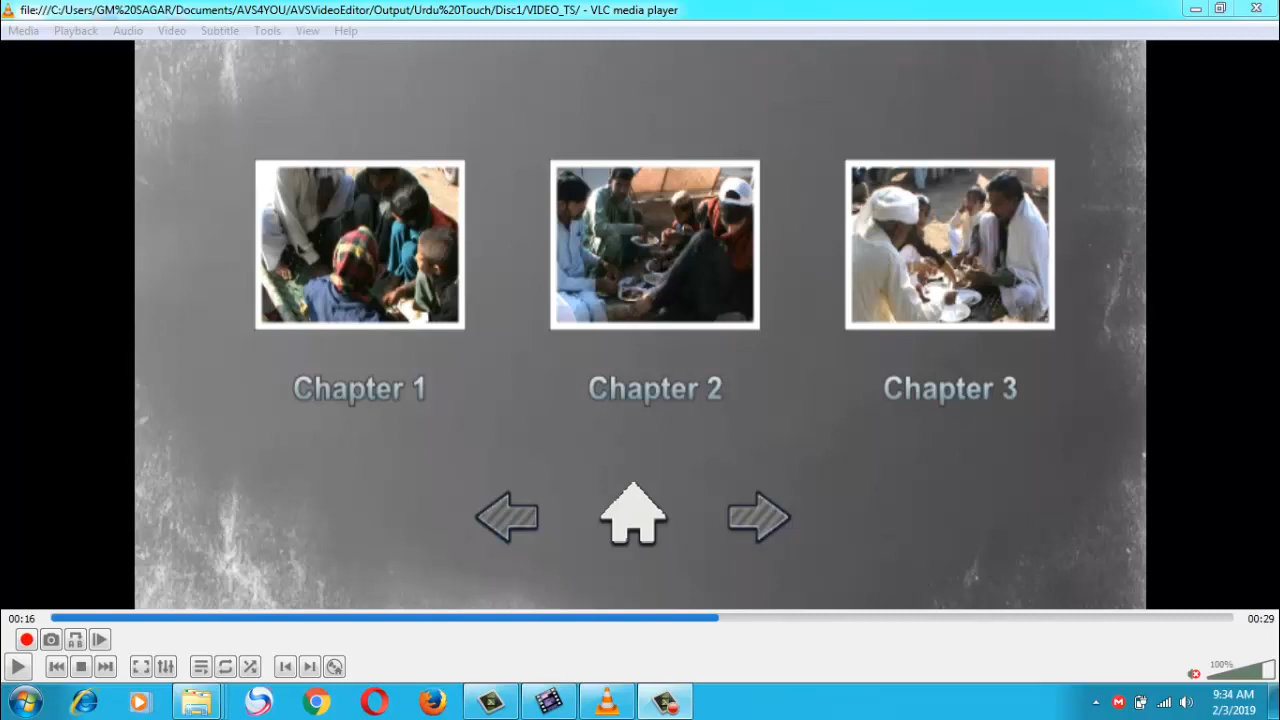 file:///C:/Users/GM%20SAGAR/Documents/AVS4YOU/AVSVideoEditor/Output/Urdu%20Touch/Disc1/VIDEO_TS/ - VLC media player
Media Playback Audio Video Subtitle Tools View Help
Chapter 1 Chapter 2 Chapter 3
00:16 00:29
100%
9:34 AM
2/3/2019